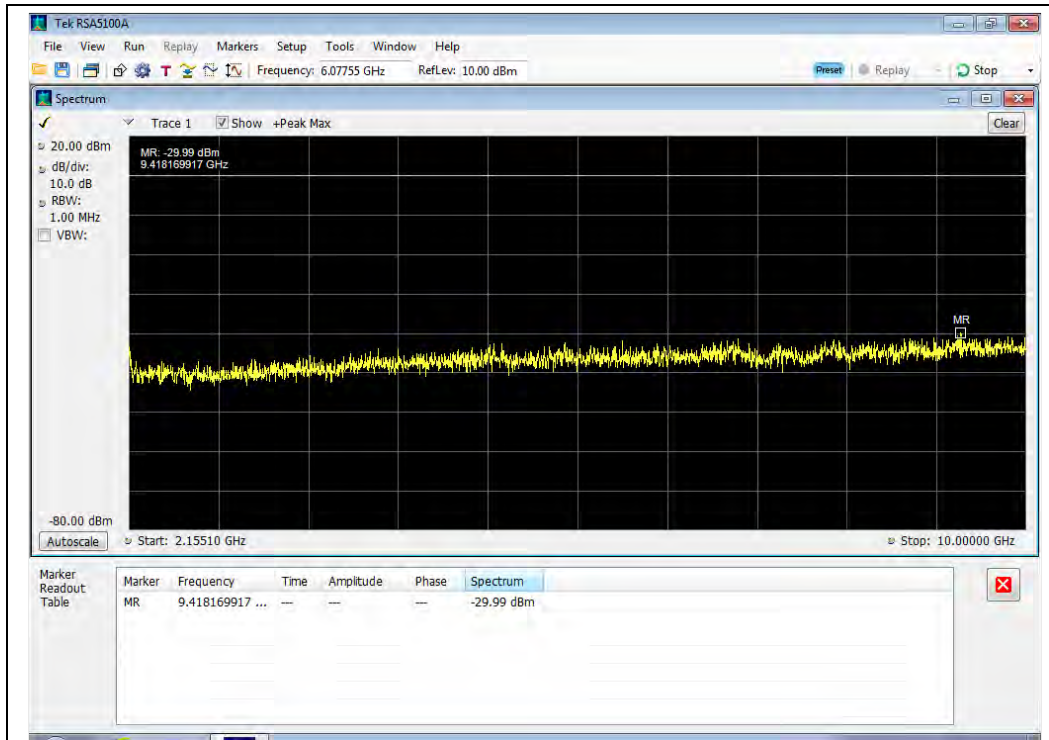 Tek RSA5100A
File View Run Replay Markers Setup Tools Window Help
T Frequency: 6.07755 GHz RefLev: 10.00 dBm Preset Replay Stop
Spectrum
Trace 1 Show +Peak Max Clear
20.00 dBm
MR: -29.99 dBm
9.418169917 GHz
dB/div:
10.0 dB
RBW:
1.00 MHz
VBW:
MR
-80.00 dBm
Autoscale Start: 2.15510 GHz Stop: 10.00000 GHz
Marker
Readout
Table
Marker Frequency Time Amplitude Phase Spectrum
MR 9.418169917 ... --- --- --- -29.99 dBm